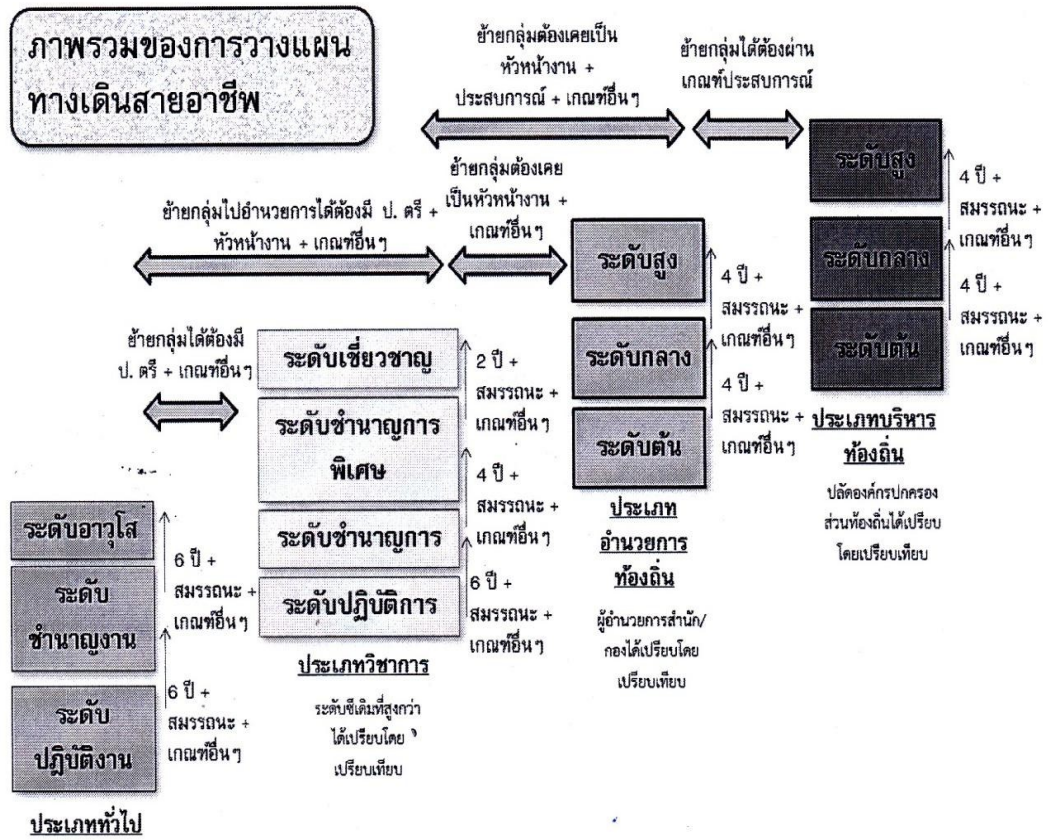 ภาพรวมของการวางแผน
ทางเดินสายอาชีพ
ย้ายกลุ่มต้องเคยเป็น
หัวหน้างาน +
ประสบการณ์ + เกณฑ์อื่นๆ
ย้ายกลุ่มได้ต้องผ่าน
เกณฑ์ประสบการณ์
ย้ายกลุ่มไปอำนวยการได้ต้องมี ป. ตรี +
หัวหน้างาน + เกณฑ์อื่นๆ
ย้ายกลุ่มต้องเคย
เป็นหัวหน้างาน +
เกณฑ์อื่นๆ
ย้ายกลุ่มได้ต้องมี
ป. ตรี + เกณฑ์อื่นๆ
ระดับอาวุโส
ระดับ
ชำนาญงาน
ระดับ
ปฏิบัติงาน
6 ปี +
สมรรถนะ +
เกณฑ์อื่นๆ
6 ปี +
สมรรถนะ +
เกณฑ์อื่นๆ
ประเภททั่วไป
ระดับเชี่ยวชาญ
ระดับชำนาญการ
พิเศษ
ระดับชำนาญการ
ระดับปฏิบัติการ
2 ปี +
สมรรถนะ +
เกณฑ์อื่นๆ
4 ปี +
สมรรถนะ +
เกณฑ์อื่นๆ
6 ปี +
สมรรถนะ +
เกณฑ์อื่นๆ
ประเภทวิชาการ
ระดับซีเดิมที่สูงกว่า
ได้เปรียบโดย
เปรียบเทียบ
ระดับสูง
ระดับกลาง
ระดับต้น
4 ปี +
สมรรถนะ +
เกณฑ์อื่นๆ
4 ปี +
สมรรถนะ +
เกณฑ์อื่นๆ
ประเภท
อำนวยการ
ท้องถิ่น
ผู้อำนวยการสำนัก/
กองได้เปรียบโดย
เปรียบเทียบ
ระดับสูง
ระดับกลาง
ระดับต้น
4 ปี +
สมรรถนะ +
เกณฑ์อื่นๆ
4 ปี +
สมรรถนะ +
เกณฑ์อื่นๆ
ประเภทบริหาร
ท้องถิ่น
ปลัดองค์กรปกครอง
ส่วนท้องถิ่นได้เปรียบ
โดยเปรียบเทียบ